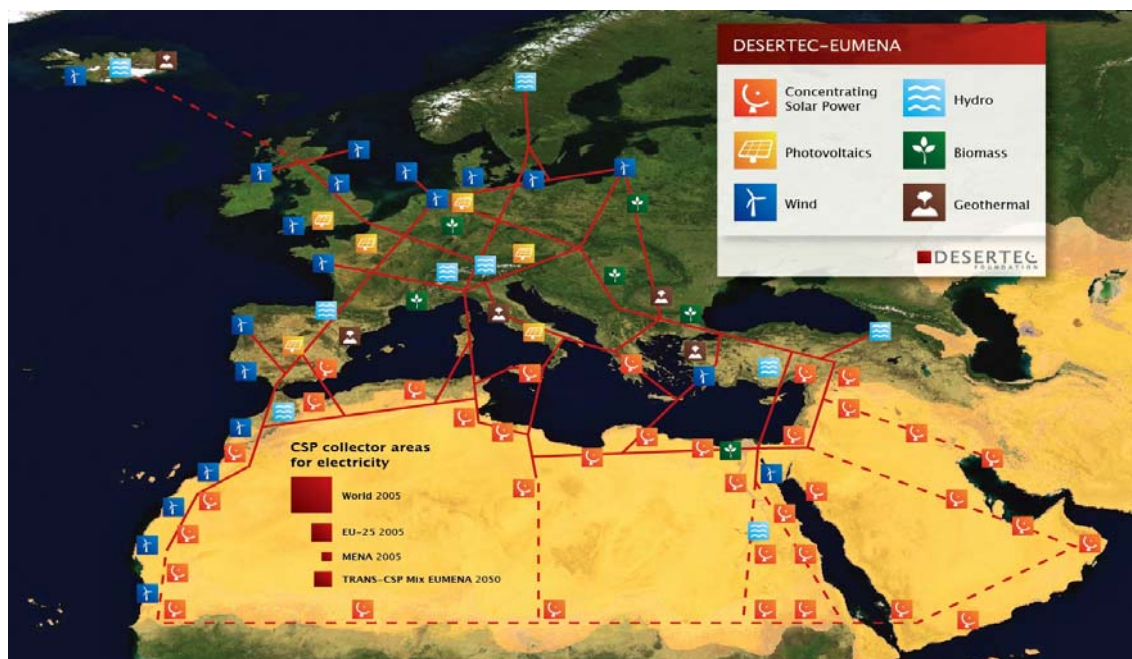 DESERTEC-EUMENA
Concentrating
Solar Power
Hydro
Photovoltaics
Biomass
Wind
Geothermal
DESERTEC
FOUNDATION
CSP collector areas
for electricity
World 2005
EU-25 2005
MENA 2005
TRANS-CSP Mix EUMENA 2050